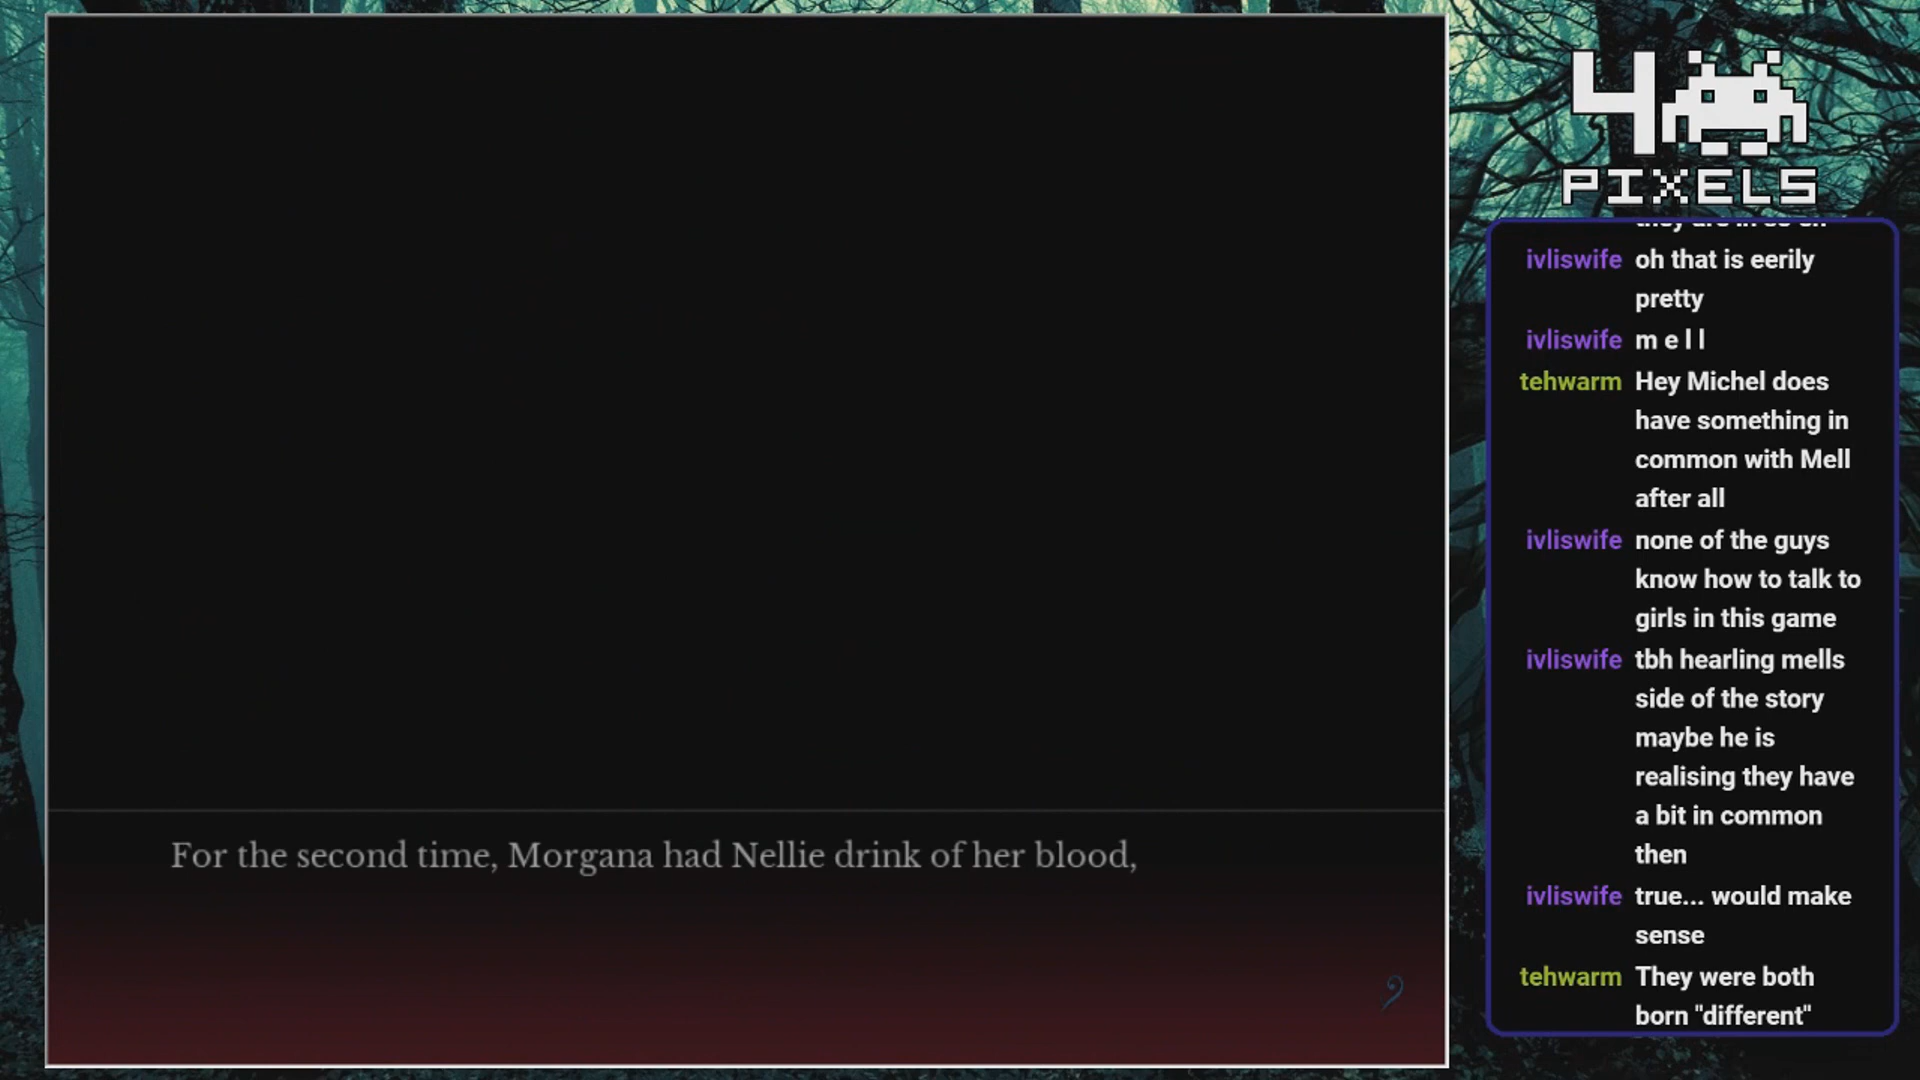 For the second time, Morgana had Nellie drink of her blood,
4
PIXELS
ivliswife oh that is eerily
pretty
ivliswife m e l l
tehwarm Hey Michel does
have something in
common with Mell
after all
ivliswife none of the guys
know how to talk to
girls in this game
ivliswife tbh hearling mells
side of the story
maybe he is
realising they have
a bit in common
then
ivliswife true... would make
sense
tehwarm They were both
born "different"